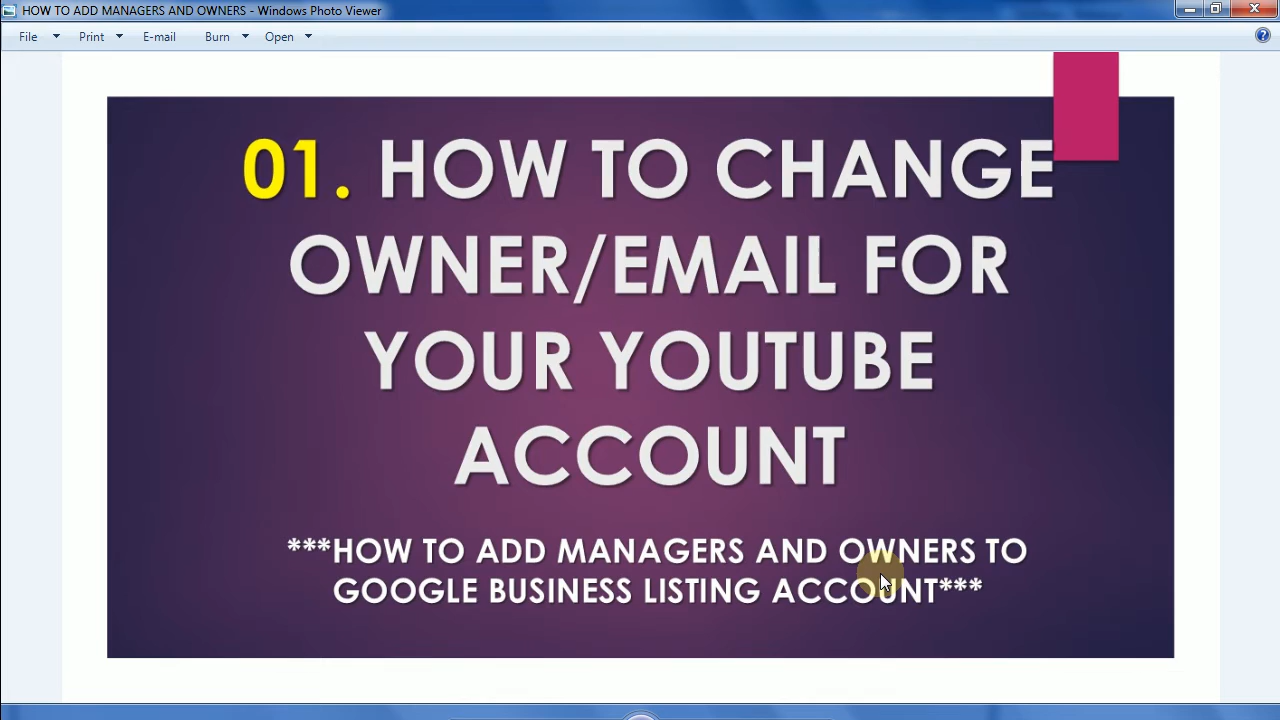 HOW TO ADD MANAGERS AND OWNERS - Windows Photo Viewer
File Print E-mail Burn Open
01. HOW TO CHANGE
OWNER/EMAIL FOR
YOUR YOUTUBE
ACCOUNT
***HOW TO ADD MANAGERS AND OWNERS TO
GOOGLE BUSINESS LISTING ACCOUNT***